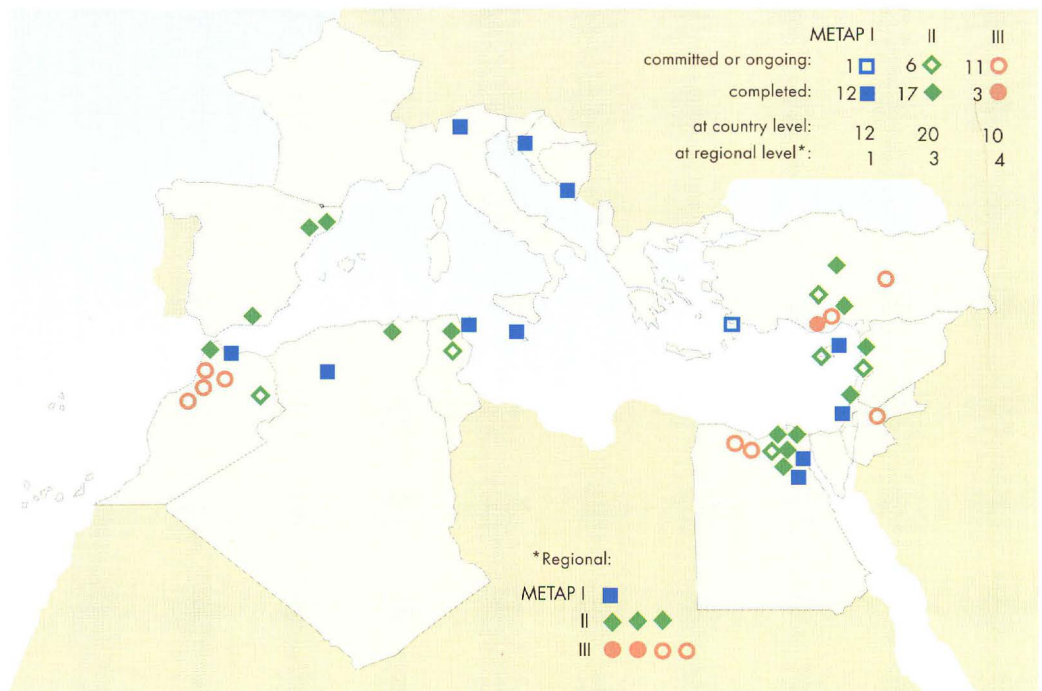 METAP I II III
committed or ongoing: 1 6 11
completed: 12 17 3
at country level: 12 20 10
at regional level*: 1 3 4
*Regional:
METAP I
II
III